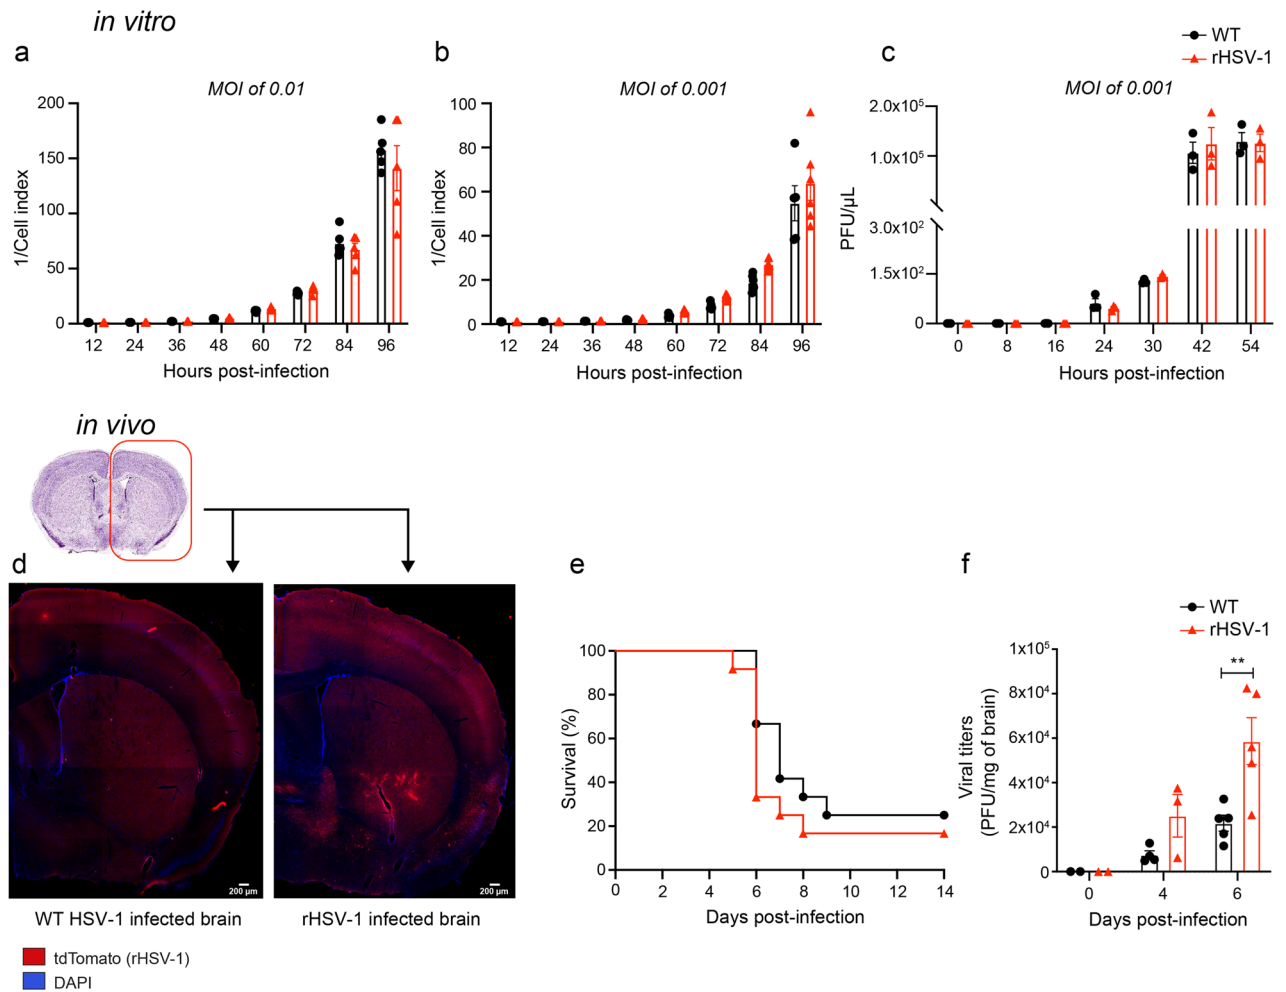 in vitro
WT
rHSV-1
a
b
c
MOI of 0.01
MOI of 0.001
MOI of 0.001
1/Cell index
200
150
100
50
0
12 24 36 48 60 72 84 96
Hours post-infection
1/Cell index
100
80
60
40
20
0
12 24 36 48 60 72 84 96
Hours post-infection
PFU/µL
2.0x10⁵
1.0x10⁵
3.0x10²
1.5x10²
0
0 8 16 24 30 42 54
Hours post-infection
in vivo
d
200 µm
200 µm
WT HSV-1 infected brain
rHSV-1 infected brain
tdTomato (rHSV-1)
DAPI
e
Survival (%)
100
80
60
40
20
0
0 2 4 6 8 10 12 14
Days post-infection
f
WT
rHSV-1
**
Viral titers
(PFU/mg of brain)
1x10⁵
8x10⁴
6x10⁴
4x10⁴
2x10⁴
0
0 4 6
Days post-infection